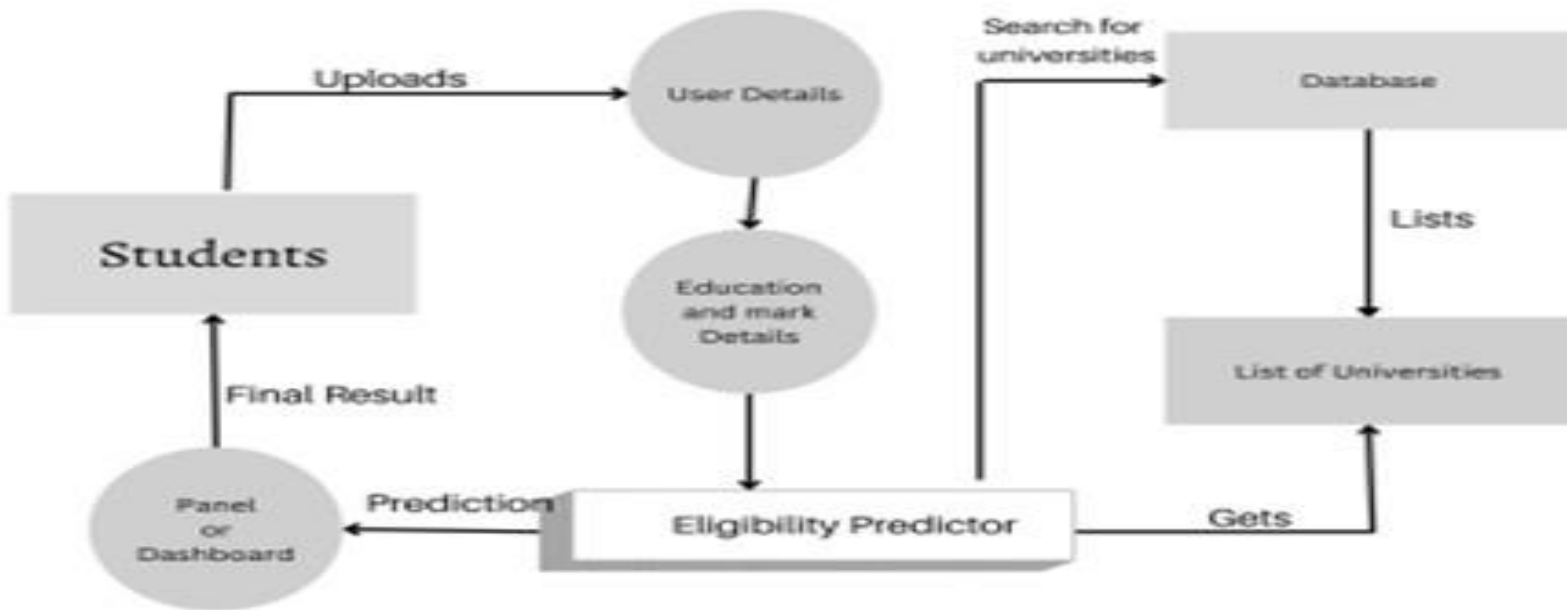 Search for
universities
Uploads
User Details
Database
Students
Lists
Education
and mark
Details
List of Universities
Final Result
Panel
or
Dashboard
Prediction
Eligibility Predictor
Gets